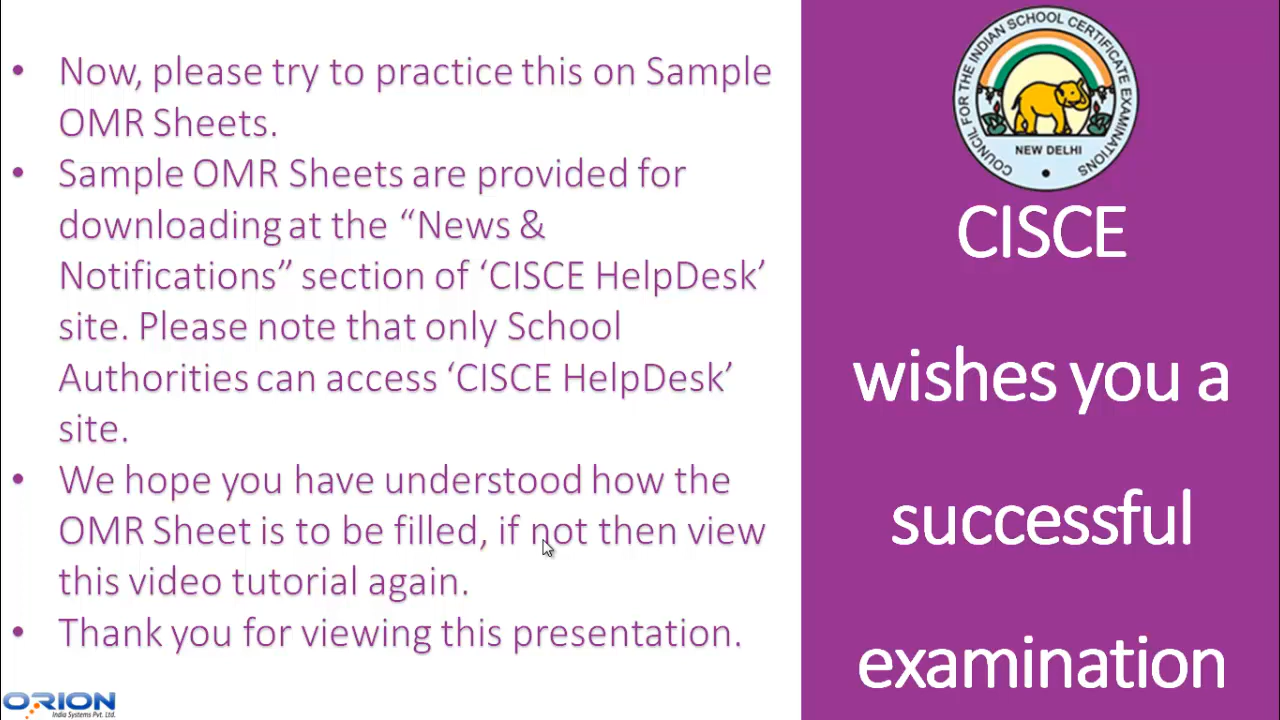 • Now, please try to practice this on Sample
OMR Sheets.
• Sample OMR Sheets are provided for
downloading at the “News &
Notifications” section of ‘CISCE HelpDesk’
site. Please note that only School
Authorities can access ‘CISCE HelpDesk’
site.
• We hope you have understood how the
OMR Sheet is to be filled, if not then view
this video tutorial again.
• Thank you for viewing this presentation.
ORION
India Systems Pvt. Ltd.
COUNCIL FOR THE INDIAN SCHOOL CERTIFICATE EXAMINATIONS
NEW DELHI
CISCE
wishes you a
successful
examination